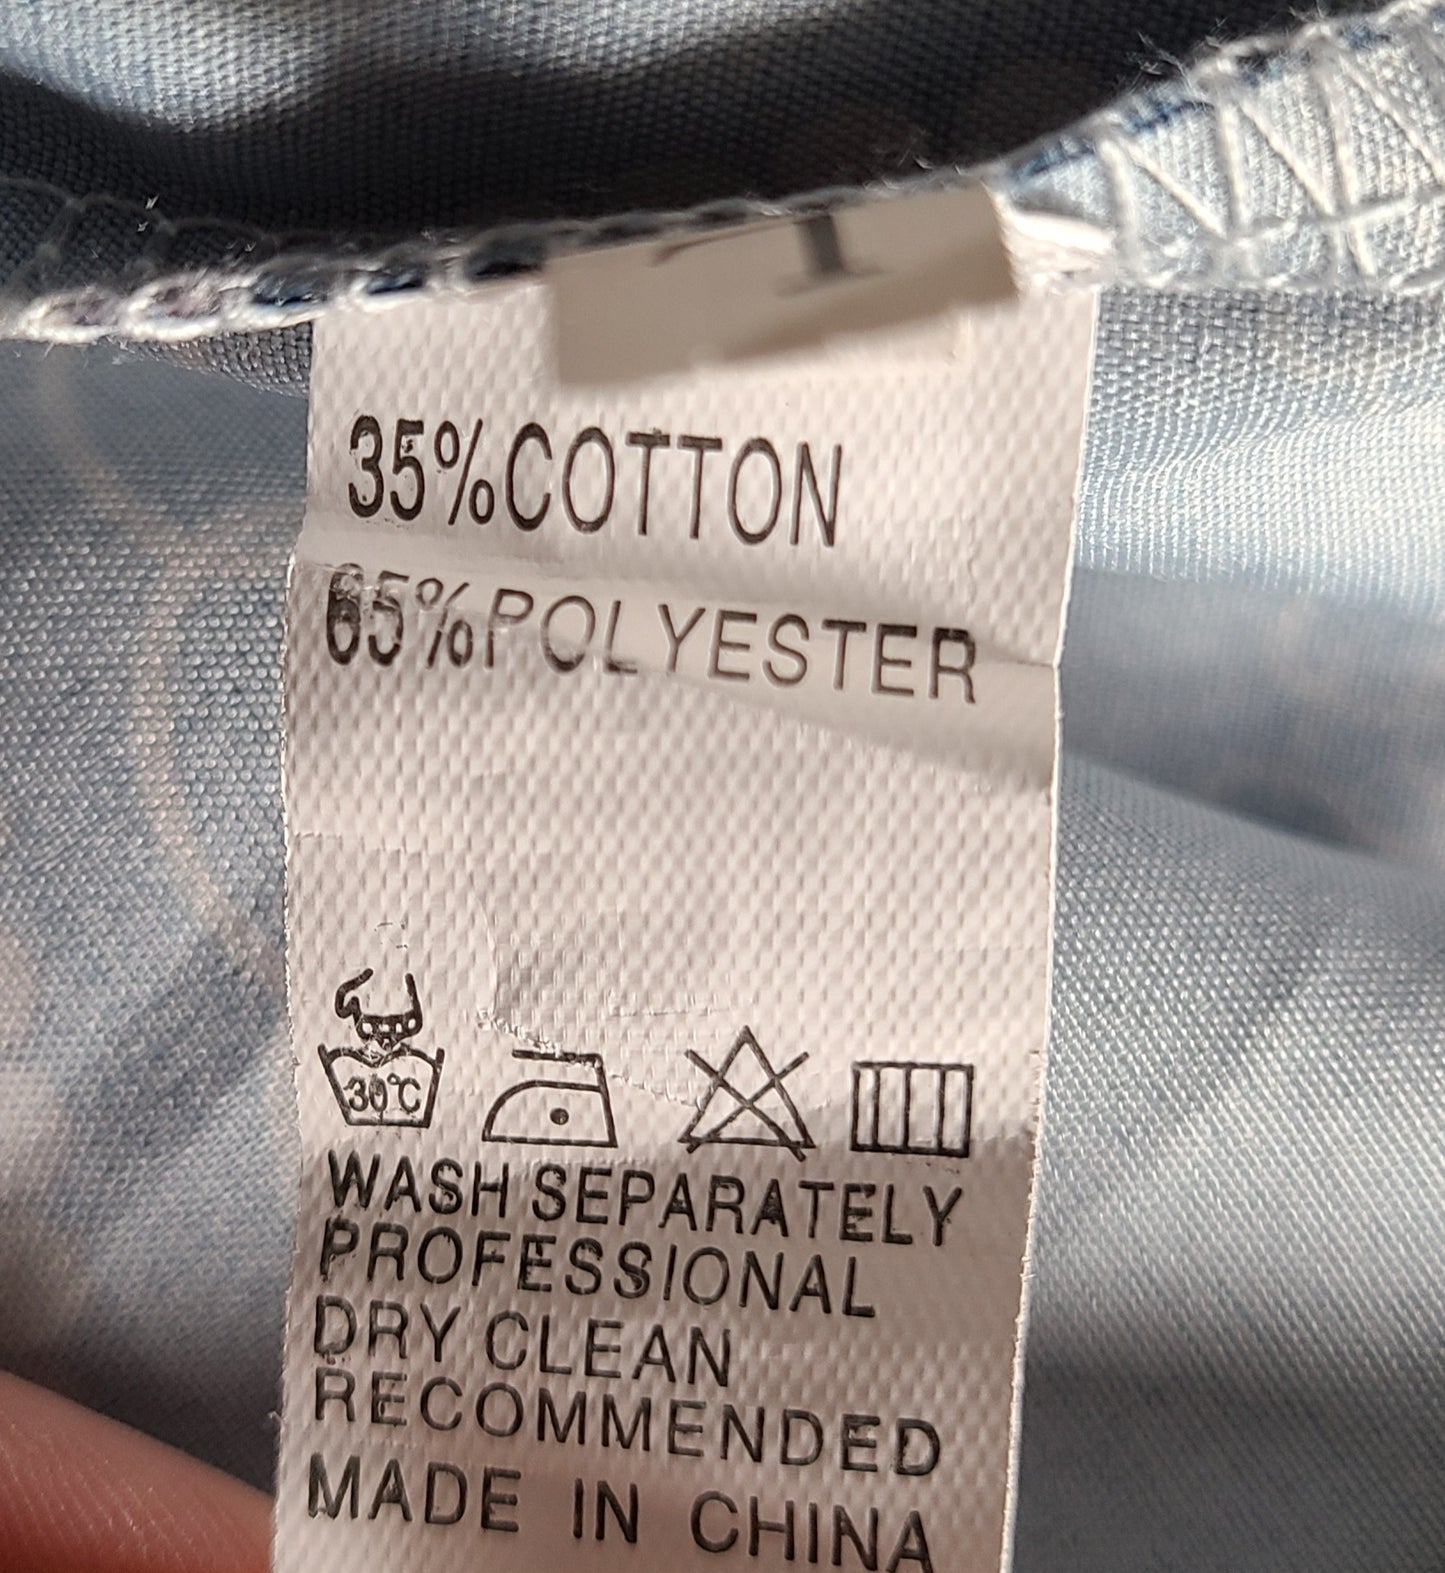 35%COTTON
65%POLYESTER
30°C
WASH SEPARATELY
PROFESSIONAL
DRY CLEAN
RECOMMENDED
MADE IN CHINA